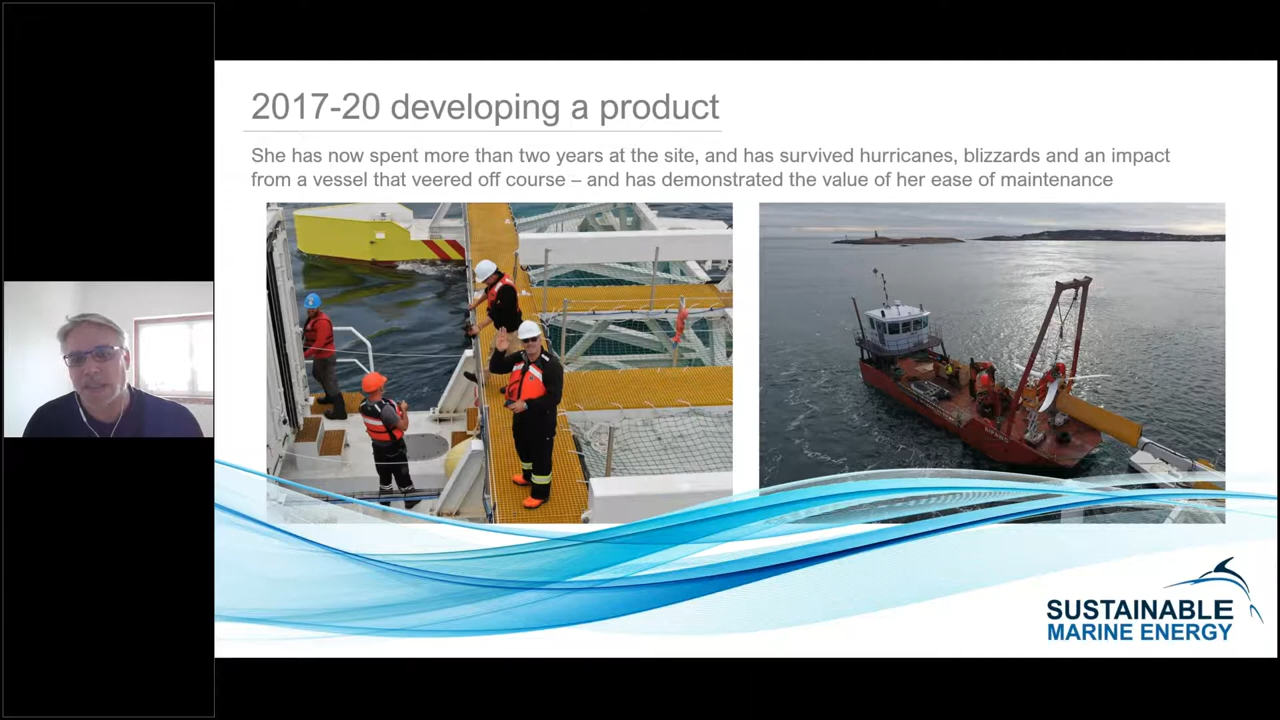 2017-20 developing a product
She has now spent more than two years at the site, and has survived hurricanes, blizzards and an impact
from a vessel that veered off course – and has demonstrated the value of her ease of maintenance
SUSTAINABLE
MARINE ENERGY